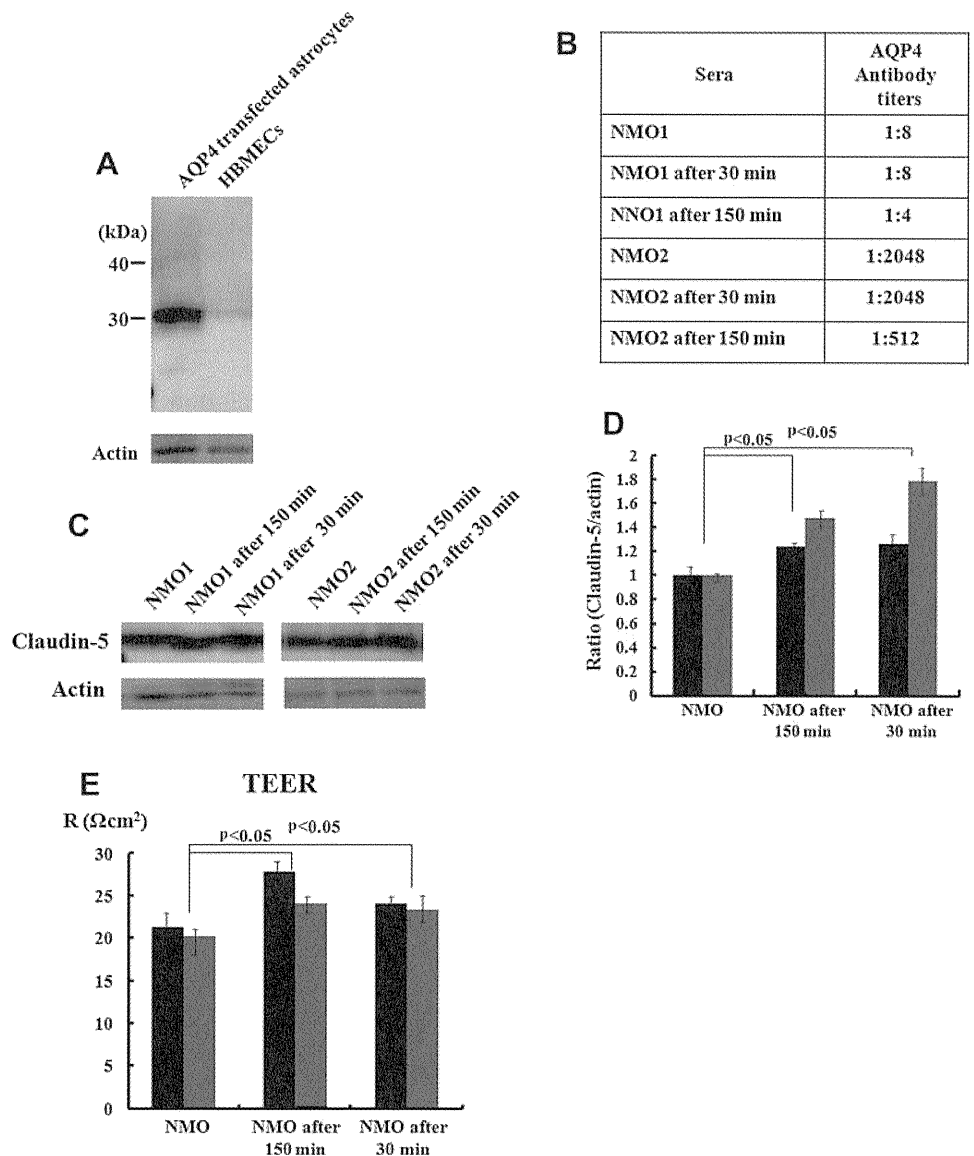 A
AQP4 transfected astrocytes
HBMECs
(kDa)
40
30
Actin
B
Sera
AQP4
Antibody
titers
NMO1
1:8
NMO1 after 30 min
1:8
NNO1 after 150 min
1:4
NMO2
1:2048
NMO2 after 30 min
1:2048
NMO2 after 150 min
1:512
C
NMO1
NMO1 after 150 min
NMO1 after 30 min
NMO2
NMO2 after 150 min
NMO2 after 30 min
Claudin-5
Actin
D
p<0.05
p<0.05
Ratio (Claudin-5/actin)
2
1.8
1.6
1.4
1.2
1
0.8
0.6
0.4
0.2
0
NMO
NMO after
150 min
NMO after
30 min
E
TEER
R (Ωcm²)
p<0.05
p<0.05
30
25
20
15
10
5
0
NMO
NMO after
150 min
NMO after
30 min